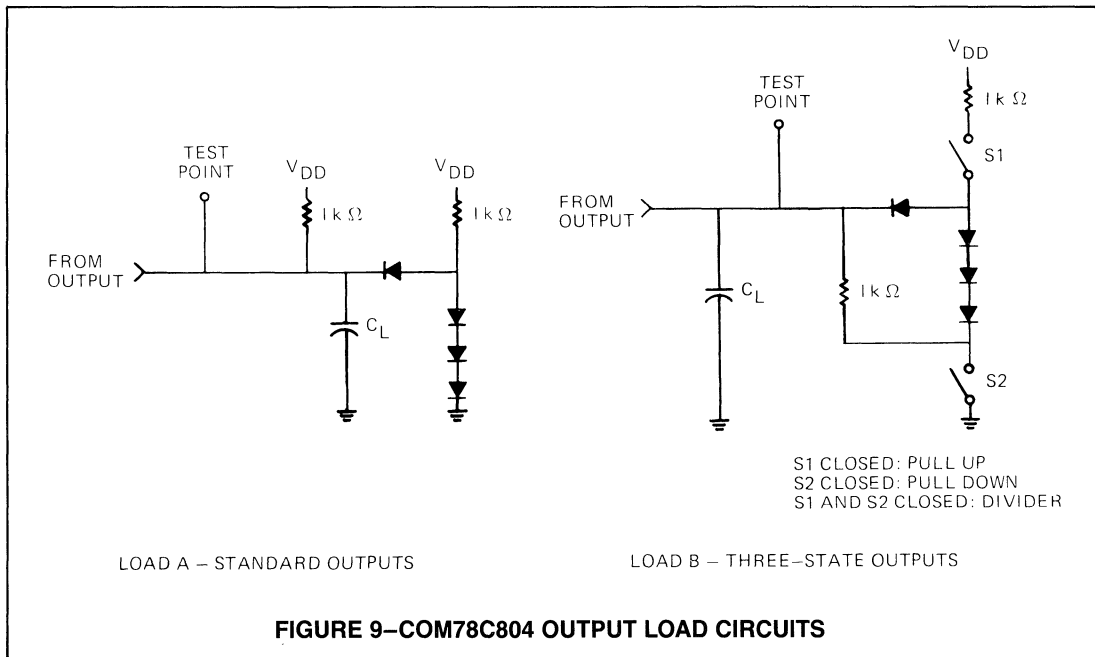 TEST
POINT
V_DD
1kΩ
V_DD
1kΩ
FROM
OUTPUT
C_L
LOAD A – STANDARD OUTPUTS
V_DD
1kΩ
TEST
POINT
S1
FROM
OUTPUT
C_L
1kΩ
S2
S1 CLOSED: PULL UP
S2 CLOSED: PULL DOWN
S1 AND S2 CLOSED: DIVIDER
LOAD B – THREE–STATE OUTPUTS
FIGURE 9–COM78C804 OUTPUT LOAD CIRCUITS